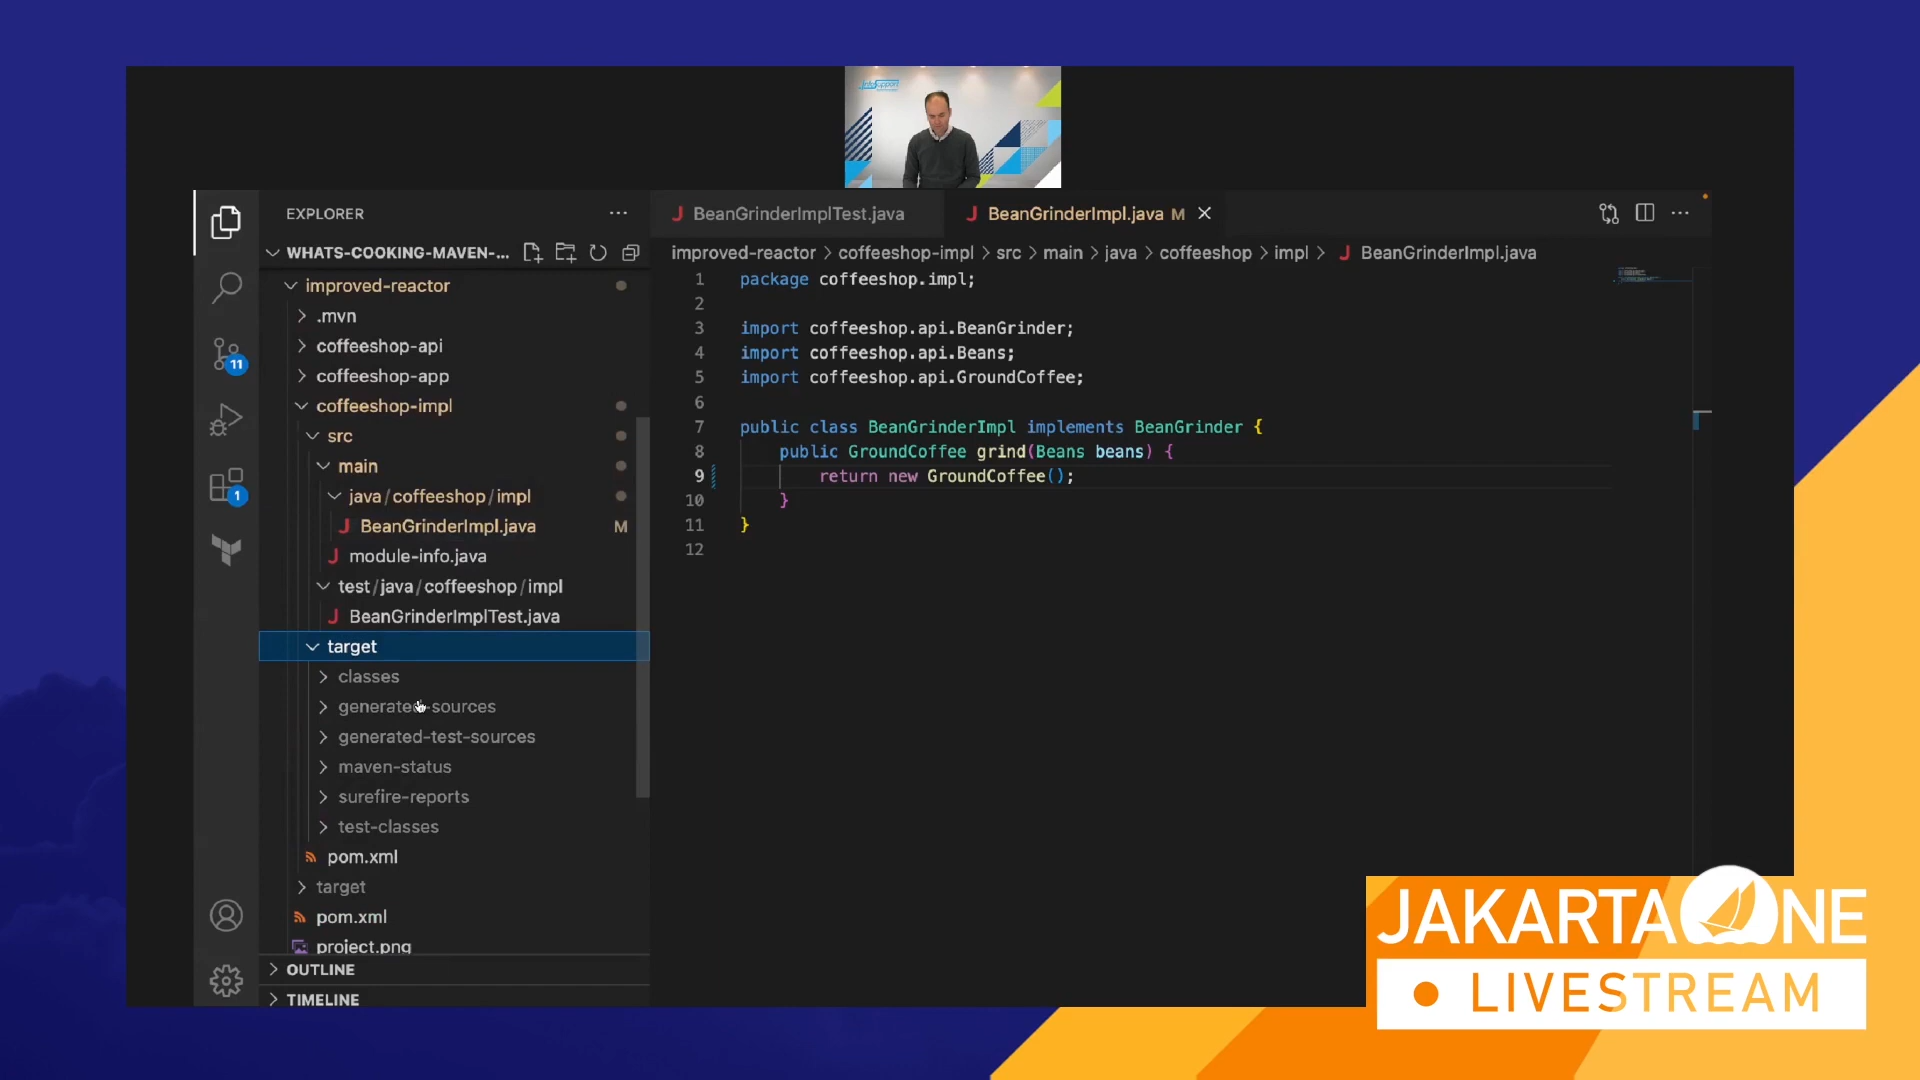 infoSupport
EXPLORER
WHATS-COOKING-MAVEN-...
improved-reactor
.mvn
coffeeshop-api
coffeeshop-app
coffeeshop-impl
src
main
java/coffeeshop/impl
BeanGrinderImpl.java M
module-info.java
test/java/coffeeshop/impl
BeanGrinderImplTest.java
target
classes
generated-sources
generated-test-sources
maven-status
surefire-reports
test-classes
pom.xml
target
pom.xml
project.png
OUTLINE
TIMELINE
11
1
BeanGrinderImplTest.java
BeanGrinderImpl.java M
improved-reactor > coffeeshop-impl > src > main > java > coffeeshop > impl > BeanGrinderImpl.java
1 package coffeeshop.impl;
2
3 import coffeeshop.api.BeanGrinder;
4 import coffeeshop.api.Beans;
5 import coffeeshop.api.GroundCoffee;
6
7 public class BeanGrinderImpl implements BeanGrinder {
8 public GroundCoffee grind(Beans beans) {
9 return new GroundCoffee();
10 }
11 }
12
JAKARTAONE
LIVESTREAM